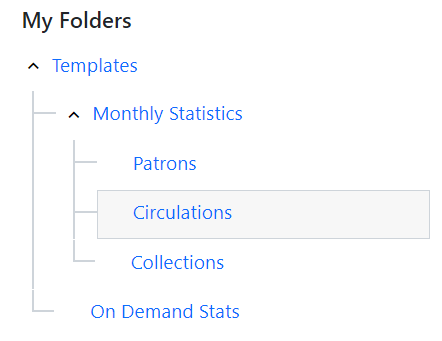 My Folders
Templates
Monthly Statistics
Patrons
Circulations
Collections
On Demand Stats